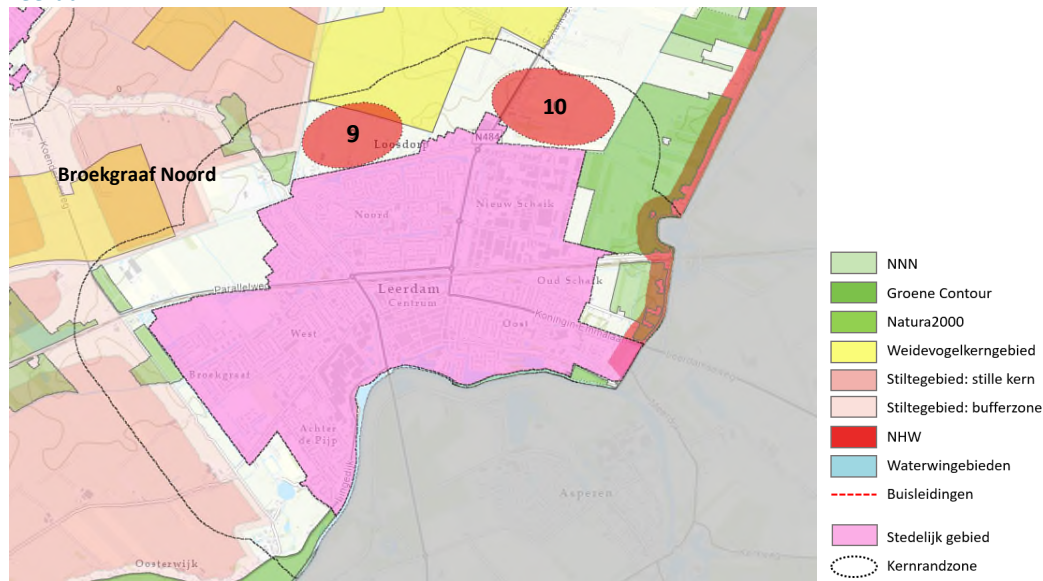 10
9
N484
Loosdorp
Broekgraaf Noord
Nieuw Schaik
Noord
Oud Schaik
Parallelweg
Leerdam
Centrum
Oost
West
Broekgraaf
Achter
de Pijp
Asperen
Oosterwijk
NNN
Groene Contour
Natura2000
Weidevogelkerngebied
Stiltegebied: stille kern
Stiltegebied: bufferzone
NHW
Waterwingebieden
Buisleidingen
Stedelijk gebied
Kernrandzone